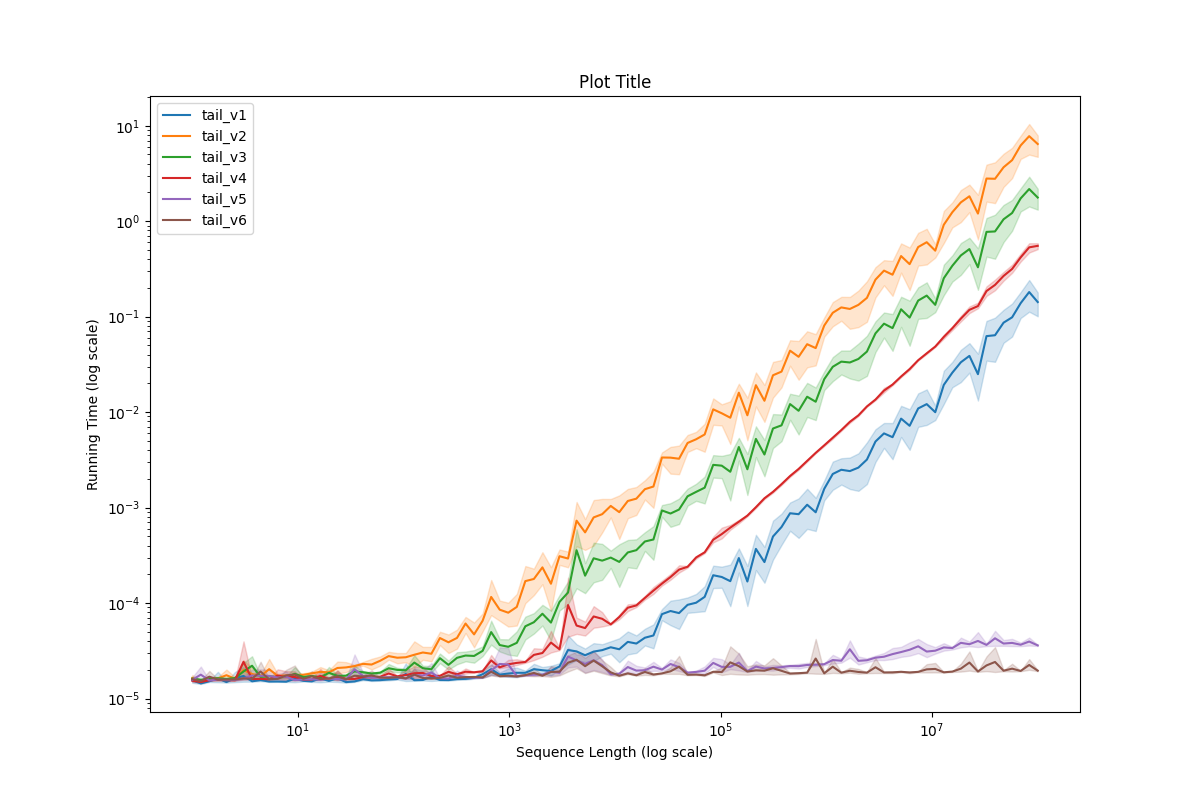 Plot Title
tail_v1
tail_v2
tail_v3
tail_v4
tail_v5
tail_v6
Running Time (log scale)
10¹
10⁰
10⁻¹
10⁻²
10⁻³
10⁻⁴
10⁻⁵
10¹ 10³ 10⁵ 10⁷
Sequence Length (log scale)